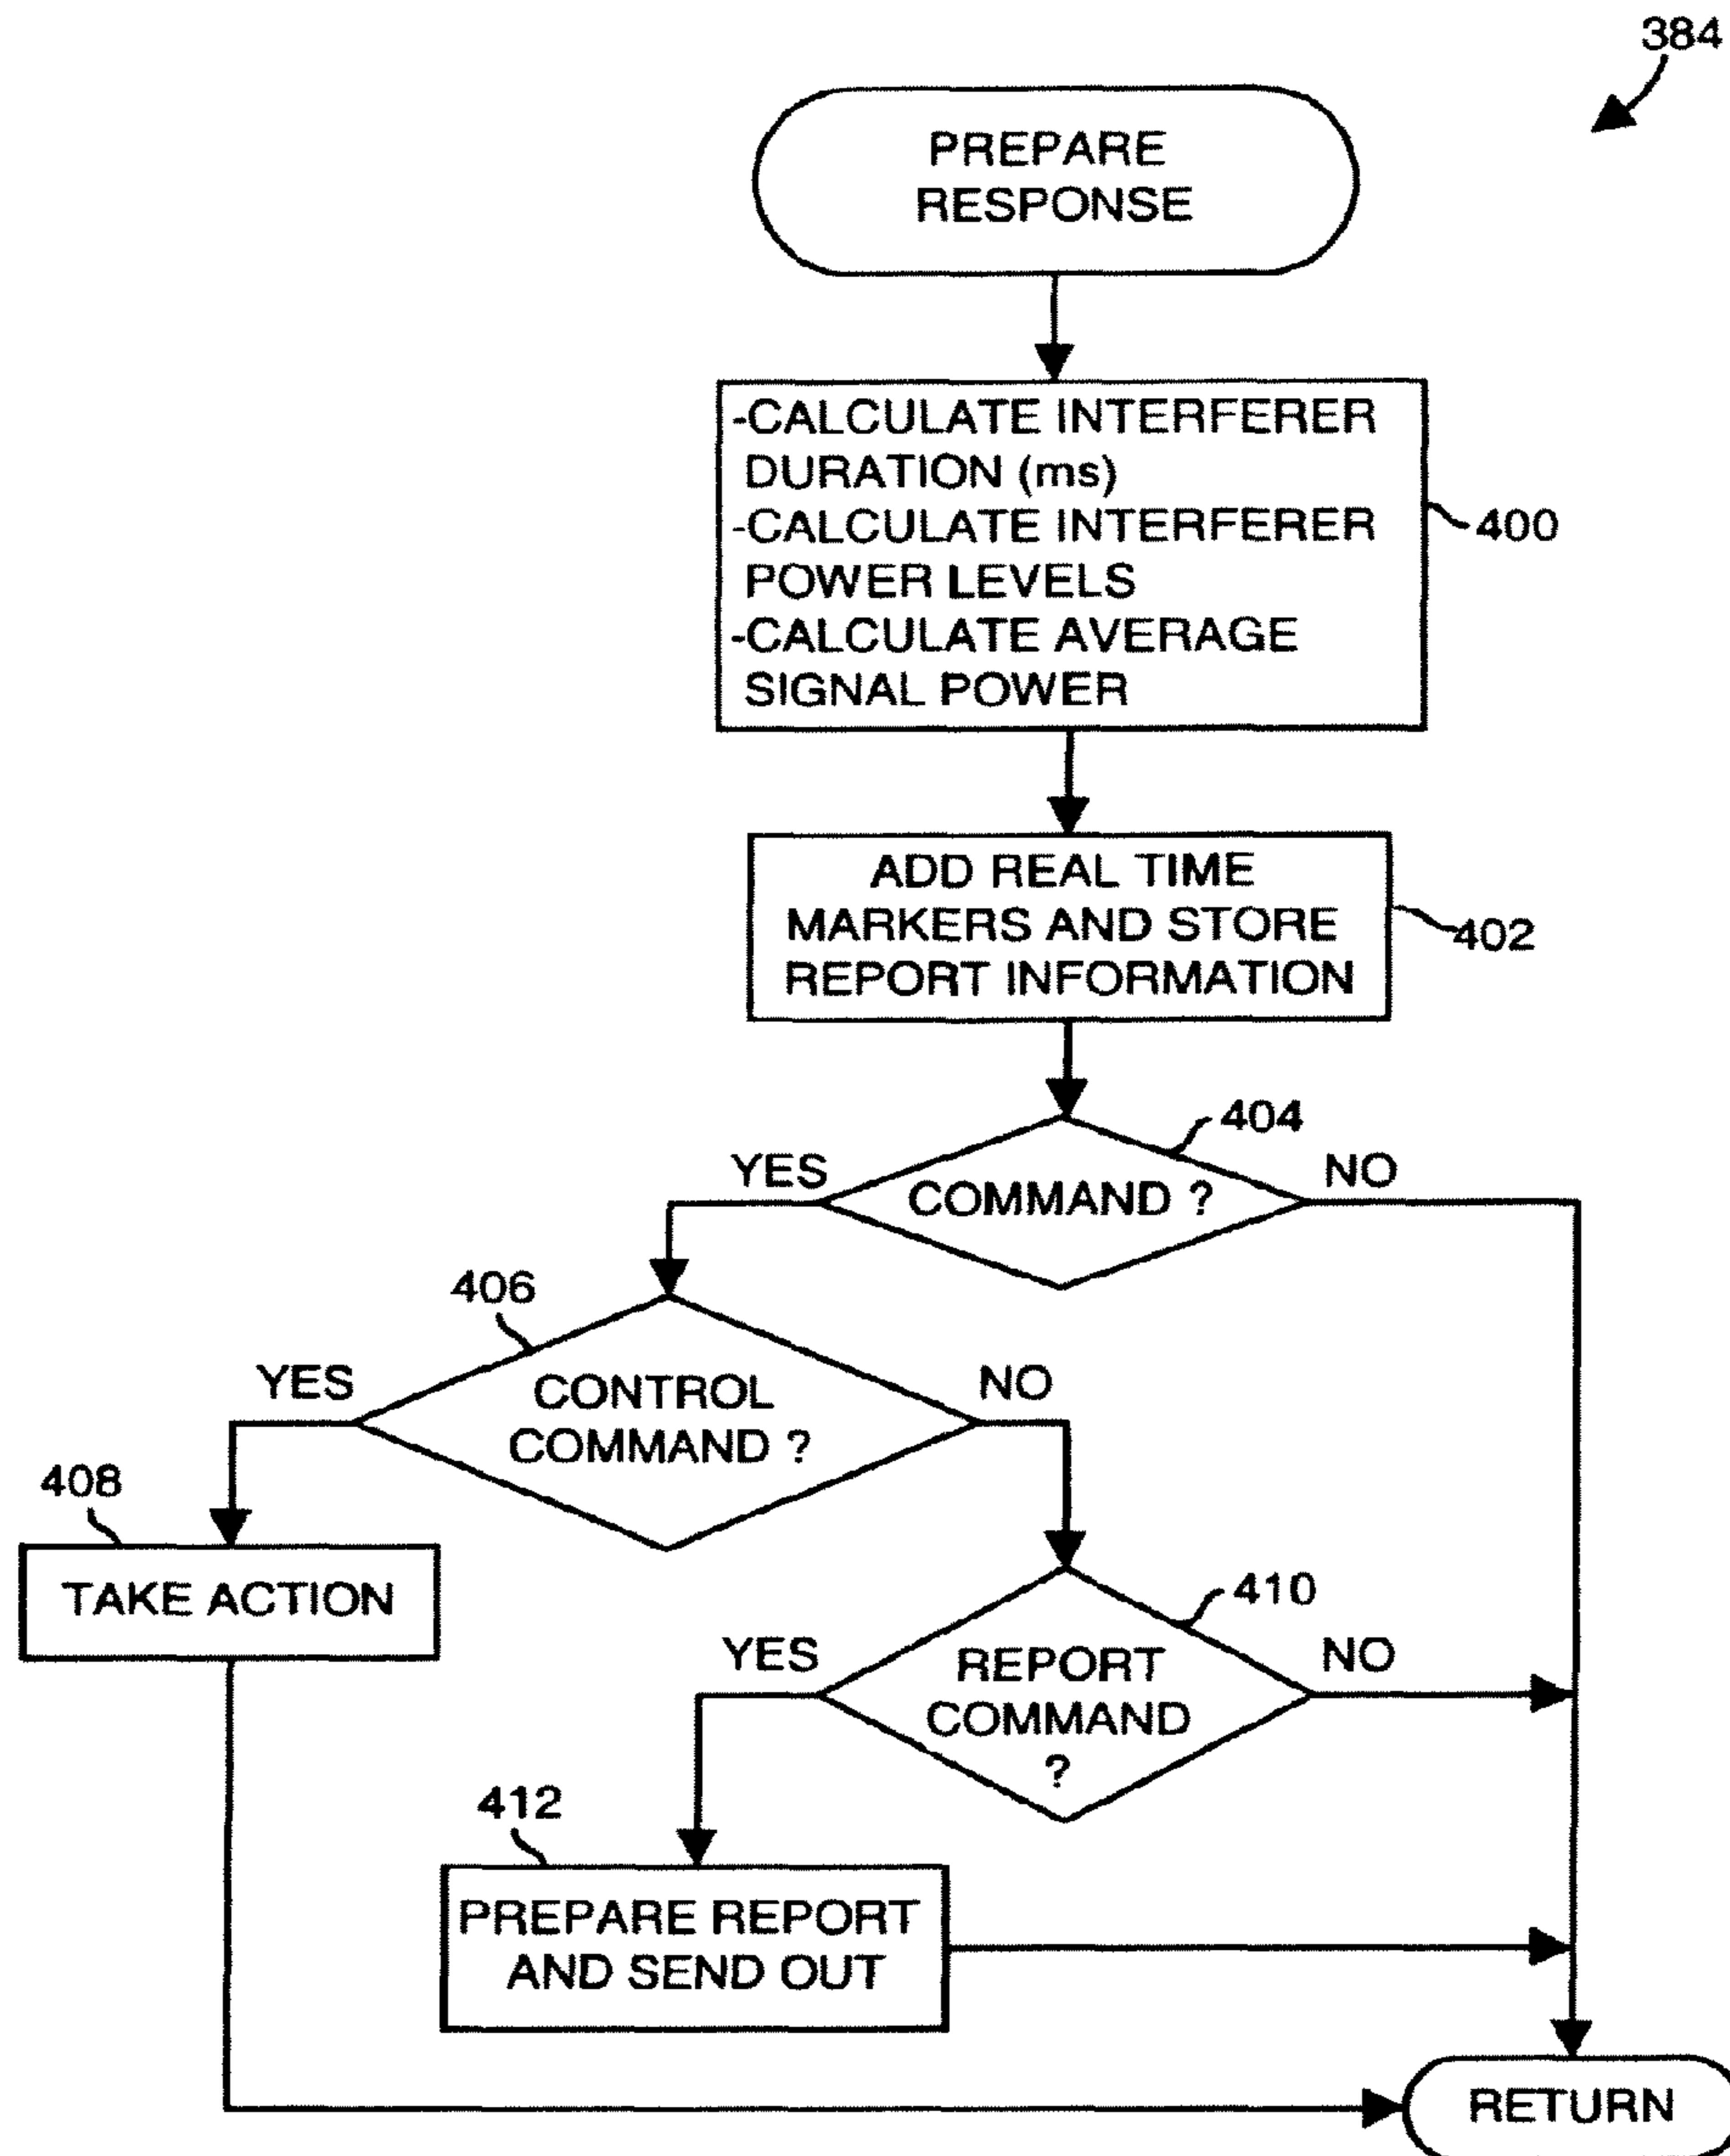 384
PREPARE
RESPONSE
-CALCULATE INTERFERER
DURATION (ms)
-CALCULATE INTERFERER
POWER LEVELS
-CALCULATE AVERAGE
SIGNAL POWER
400
ADD REAL TIME
MARKERS AND STORE
REPORT INFORMATION
402
404
YES
COMMAND ?
NO
406
YES
CONTROL
COMMAND ?
NO
408
TAKE ACTION
410
YES
REPORT
COMMAND
?
NO
412
PREPARE REPORT
AND SEND OUT
RETURN